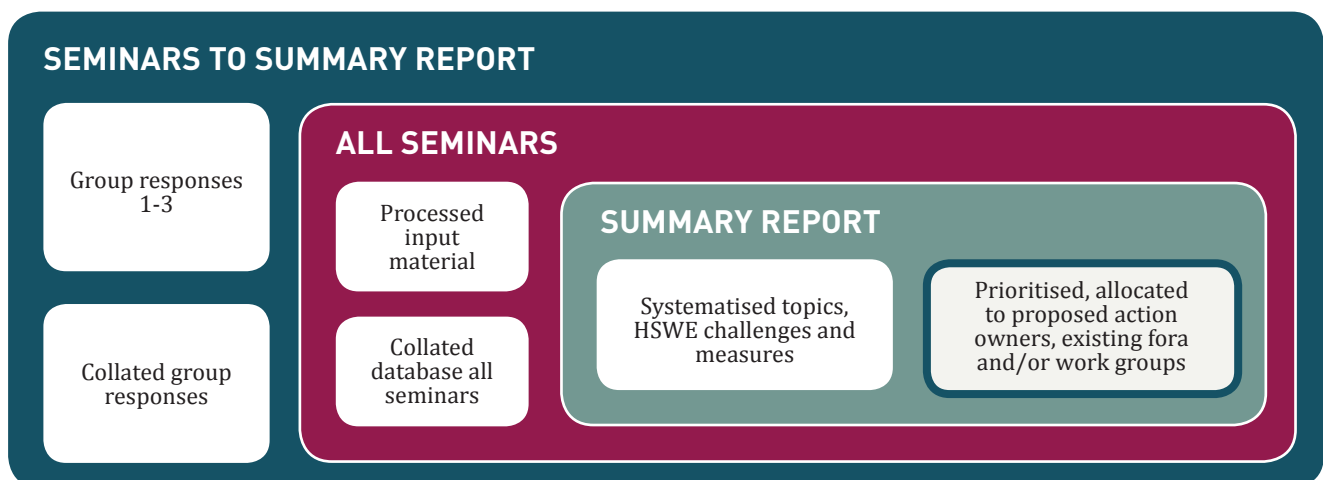 SEMINARS TO SUMMARY REPORT
Group responses
1-3
Collated group
responses
ALL SEMINARS
Processed
input
material
Collated
database all
seminars
SUMMARY REPORT
Systematised topics,
HSWE challenges and
measures
Prioritised, allocated
to proposed action
owners, existing fora
and/or work groups